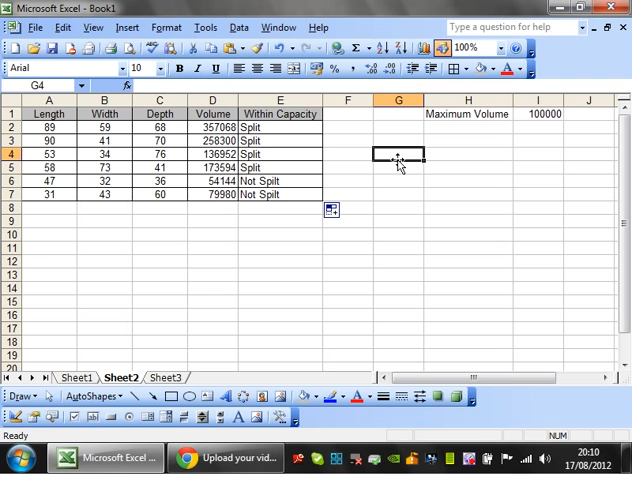 Microsoft Excel - Book1
File Edit View Insert Format Tools Data Window Help
Type a question for help
100%
Arial 10 B I U
G4 fx
A B C D E F G H I J
1 Length Width Depth Volume Within Capacity Maximum Volume 100000
2 89 59 68 357068 Split
3 90 41 70 258300 Split
4 53 34 76 136952 Split
5 58 73 41 173594 Split
6 47 32 36 54144 Not Spilt
7 31 43 60 79980 Not Spilt
8
9
10
11
12
13
14
15
16
17
18
19
20
Sheet1 Sheet2 Sheet3
Draw AutoShapes
Ready NUM
Microsoft Excel ... Upload your vid... 20:10
17/08/2012